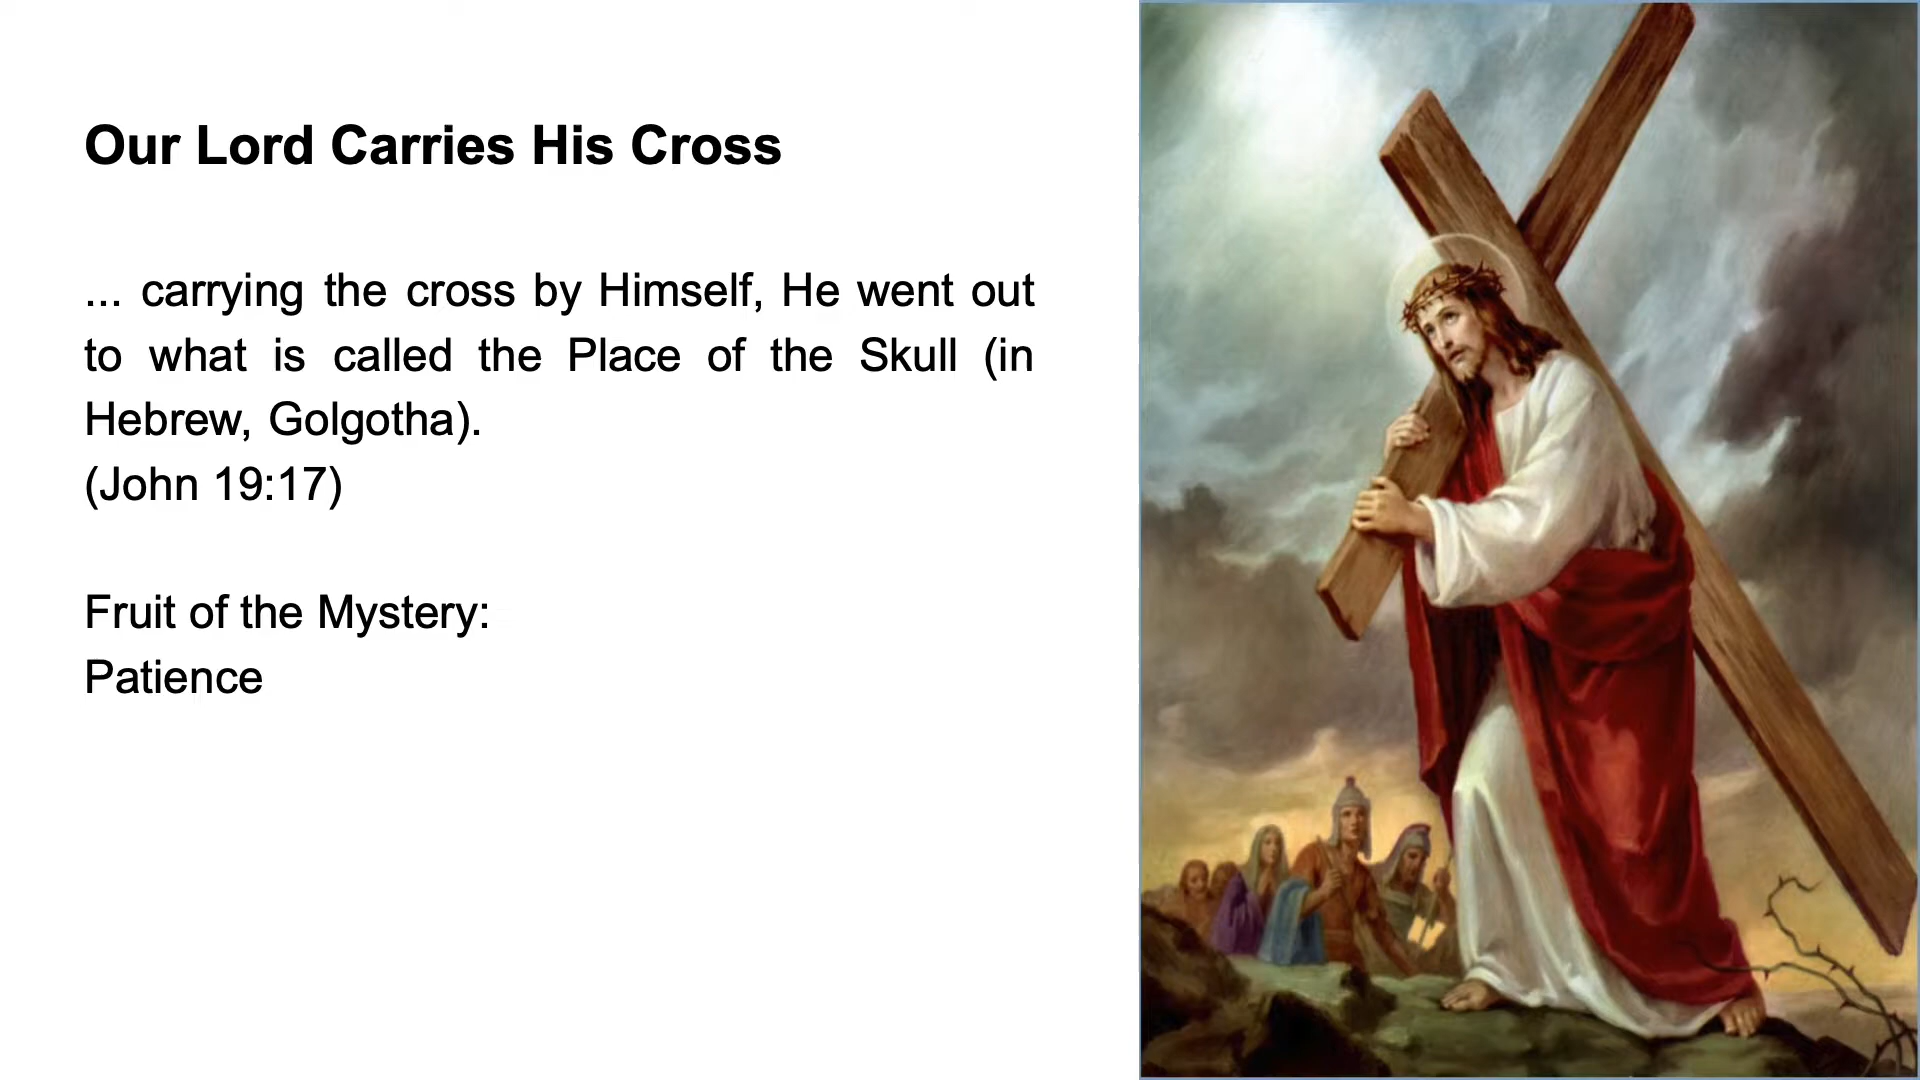 Our Lord Carries His Cross
... carrying the cross by Himself, He went out
to what is called the Place of the Skull (in
Hebrew, Golgotha).
(John 19:17)
Fruit of the Mystery:
Patience